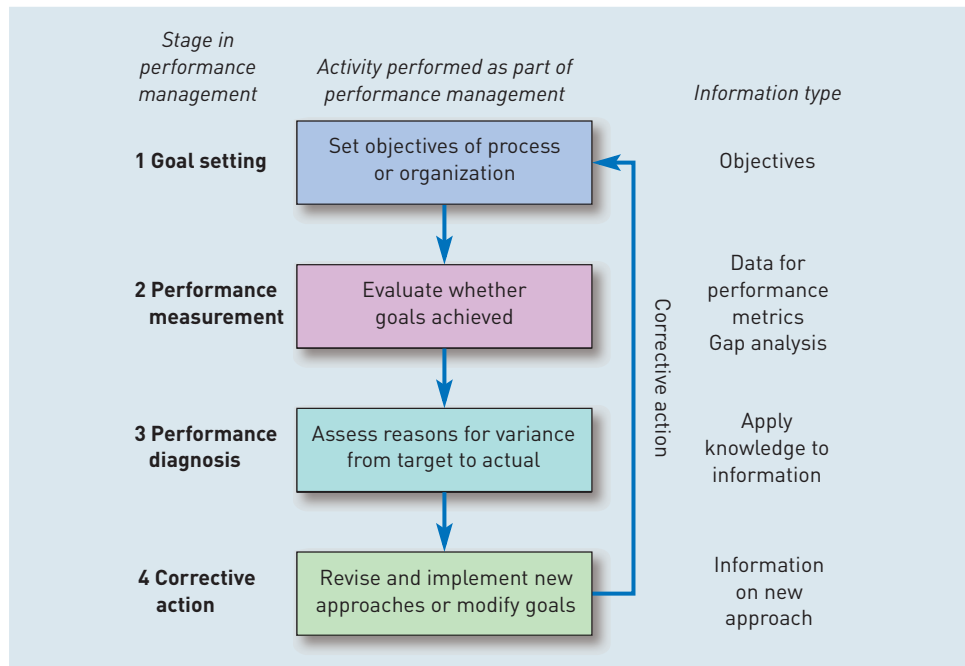 Stage in
performance
management
Activity performed as part of
performance management
Information type
1 Goal setting
Set objectives of process
or organization
Objectives
2 Performance
measurement
Evaluate whether
goals achieved
Data for
performance
metrics
Gap analysis
Corrective action
3 Performance
diagnosis
Assess reasons for variance
from target to actual
Apply
knowledge to
information
4 Corrective
action
Revise and implement new
approaches or modify goals
Information
on new
approach